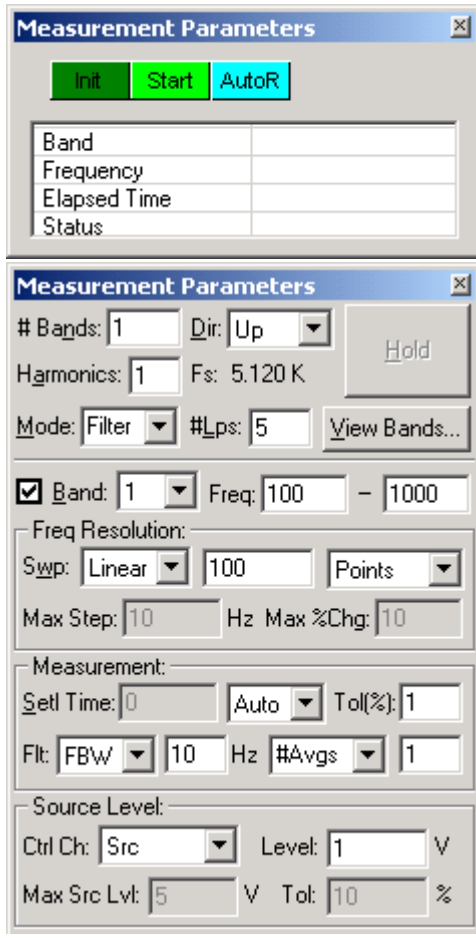 Measurement Parameters
Init Start AutoR
Band
Frequency
Elapsed Time
Status
Measurement Parameters
# Bands: 1 Dir: Up Hold
Harmonics: 1 Fs: 5.120 K
Mode: Filter #Lps: 5 View Bands...
Band: 1 Freq: 100 – 1000
Freq Resolution:
Swp: Linear 100 Points
Max Step: 10 Hz Max %Chg: 10
Measurement:
Setl Time: 0 Auto Tol(%): 1
Flt: FBW 10 Hz #Avgs 1
Source Level:
Ctrl Ch: Src Level: 1 V
Max Src Lvl: 5 V Tol: 10 %